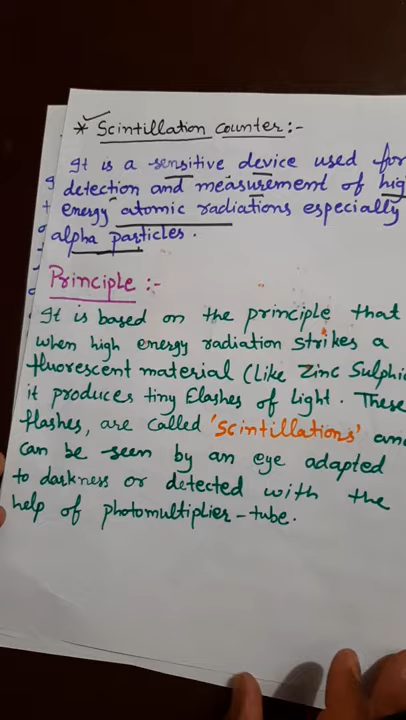 * Scintillation counter:-
It is a sensitive device used for
detection and measurement of hig
energy atomic radiations especially
alpha particles.
Principle :-
It is based on the principle that
when high energy radiation strikes a
fluorescent material (Like Zinc Sulphi
it produces tiny Elashes of Light. These
flashes, are called 'scintillations' an
can be seen by an eye adapted
to darkness or detected with the
help of photomultiplier-tube.